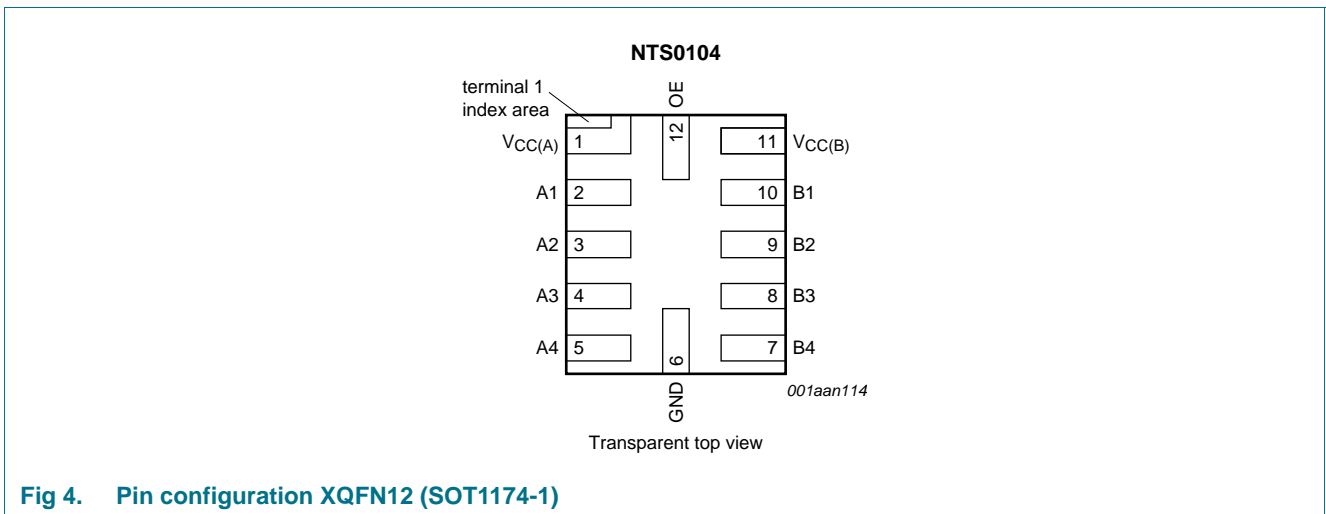 NTS0104
terminal 1
index area
OE
12
VCC(A) 1
11 VCC(B)
A1 2
10 B1
A2 3
9 B2
A3 4
8 B3
A4 5
7 B4
6
GND
001aan114
Transparent top view
Fig 4. Pin configuration XQFN12 (SOT1174-1)